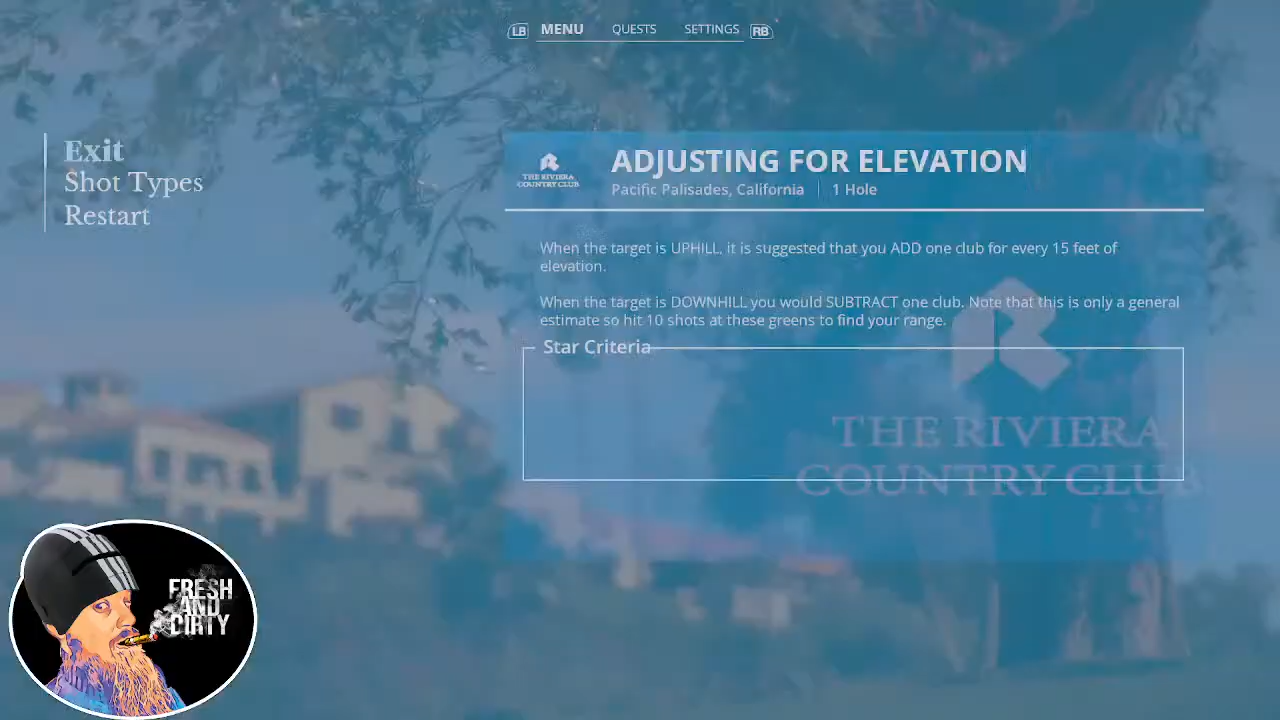 LB MENU QUESTS SETTINGS RB
Exit
Shot Types
Restart
THE RIVIERA
COUNTRY CLUB
ADJUSTING FOR ELEVATION
Pacific Palisades, California | 1 Hole
When the target is UPHILL, it is suggested that you ADD one club for every 15 feet of
elevation.
When the target is DOWNHILL you would SUBTRACT one club. Note that this is only a general
estimate so hit 10 shots at these greens to find your range.
Star Criteria
THE RIVIERA
COUNTRY CLUB
FRESH
AND
DIRTY